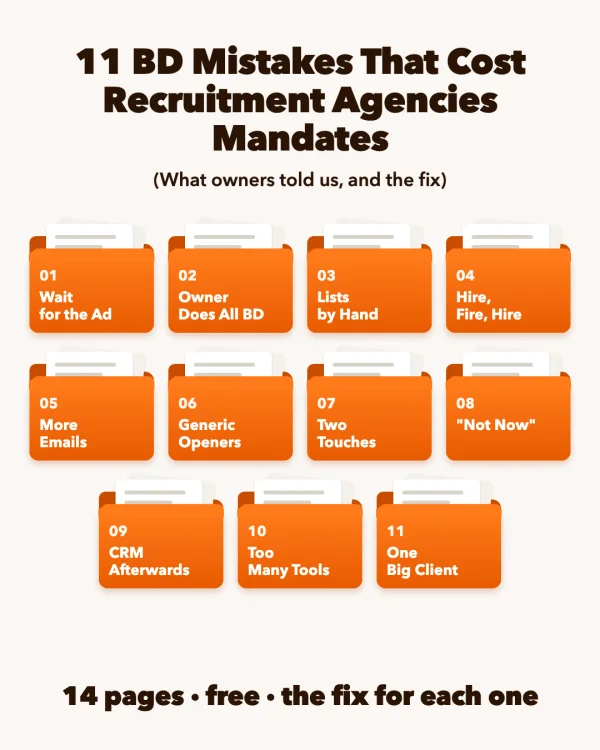 11 BD Mistakes That Cost
Recruitment Agencies
Mandates
(What owners told us, and the fix)
01
Wait
for the Ad
02
Owner
Does All BD
03
Lists
by Hand
04
Hire,
Fire, Hire
05
More
Emails
06
Generic
Openers
07
Two
Touches
08
"Not Now"
09
CRM
Afterwards
10
Too
Many Tools
11
One
Big Client
14 pages • free • the fix for each one